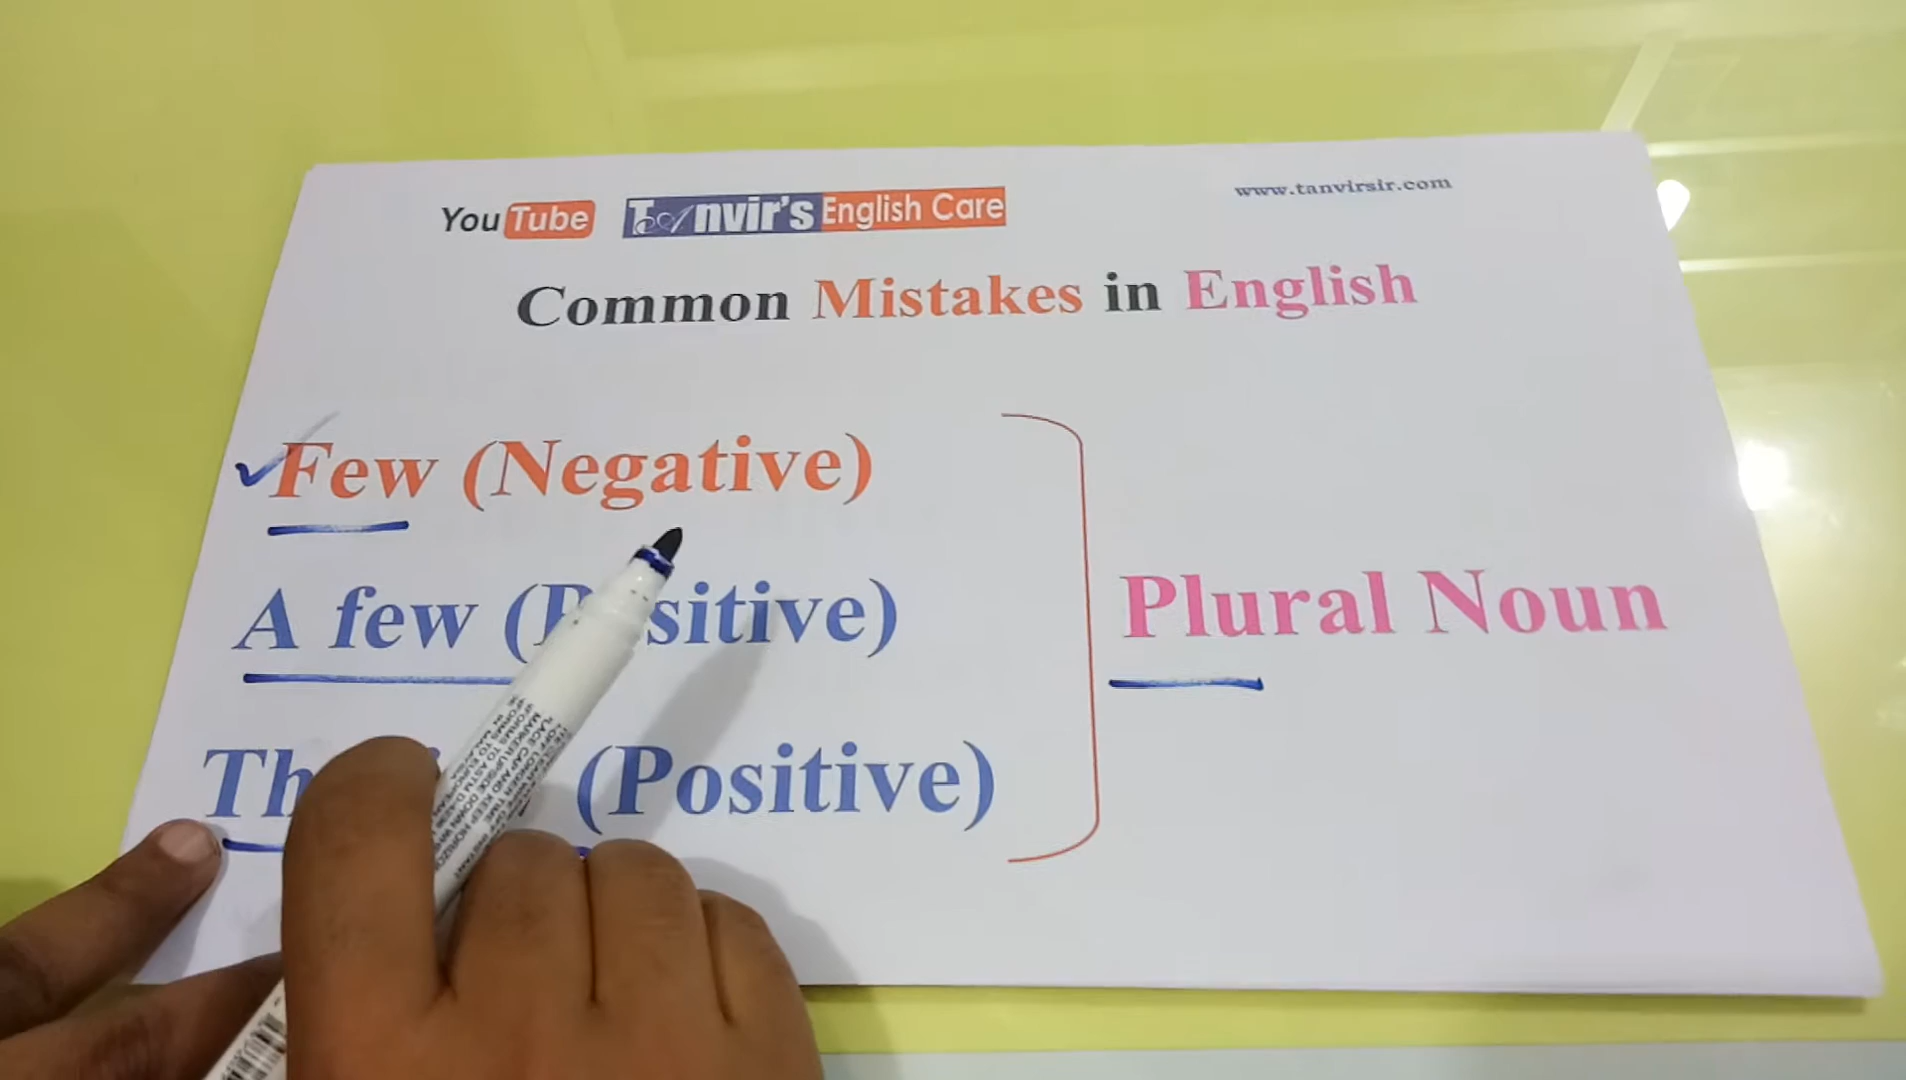 YouTube Tanvir's English Care www.tanvirsir.com
Common Mistakes in English
Few (Negative)
A few (Positive)
(Positive)
Plural Noun